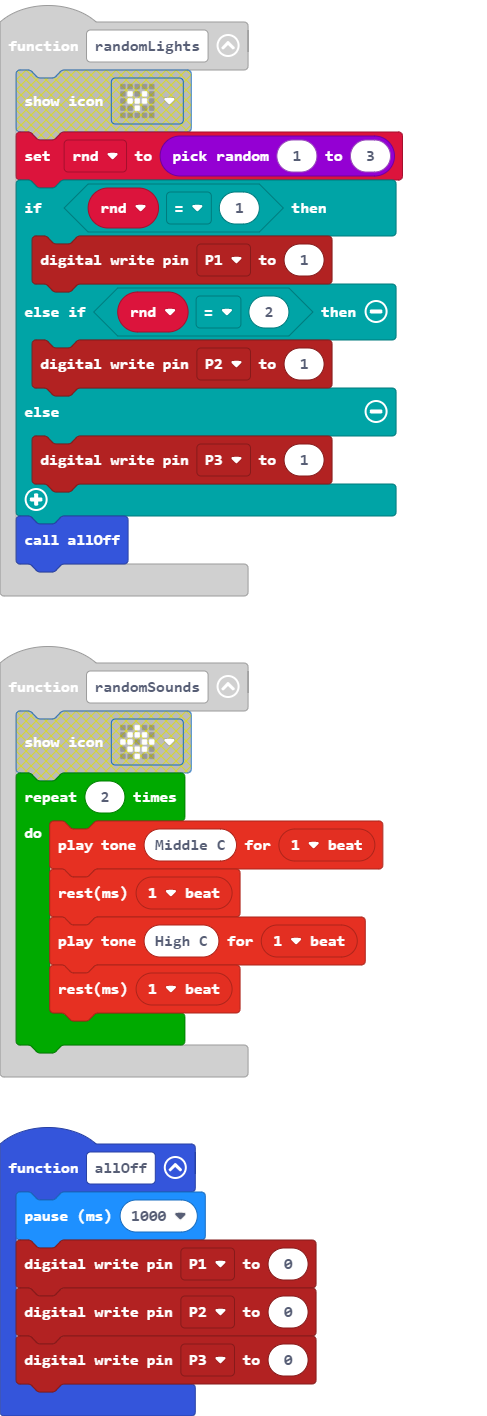 function randomLights
show icon
set rnd to pick random 1 to 3
if rnd = 1 then
digital write pin P1 to 1
else if rnd = 2 then
digital write pin P2 to 1
else
digital write pin P3 to 1
call allOff
function randomSounds
show icon
repeat 2 times
do
play tone Middle C for 1 beat
rest(ms) 1 beat
play tone High C for 1 beat
rest(ms) 1 beat
function allOff
pause (ms) 1000
digital write pin P1 to 0
digital write pin P2 to 0
digital write pin P3 to 0